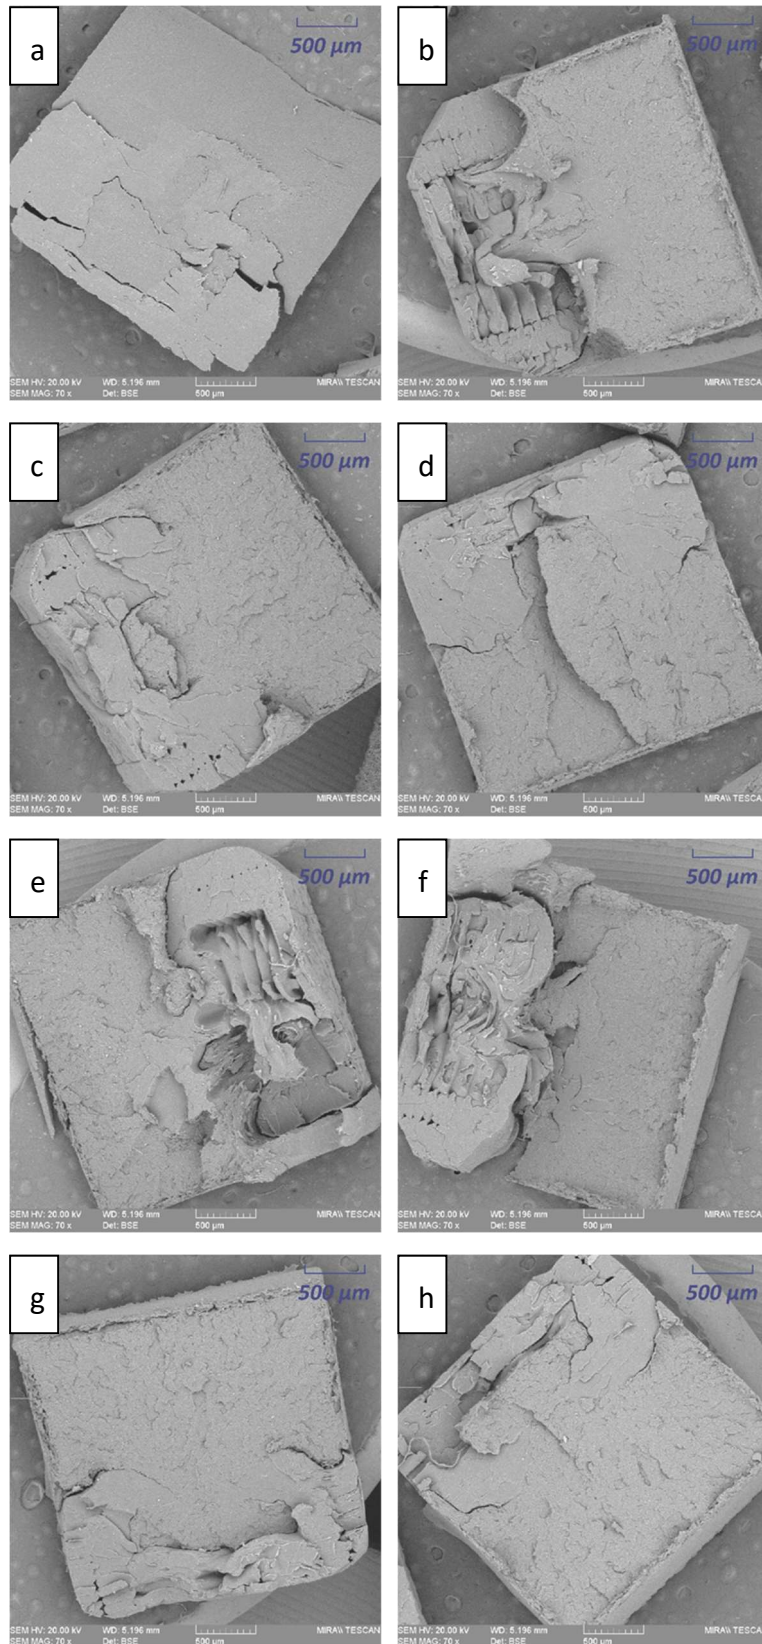 a
500 µm
SEM HV: 20.00 kV WD: 5.196 mm MIRA\\ TESCAN
SEM MAG: 70 x Det: BSE 500 µm
b
500 µm
SEM HV: 20.00 kV WD: 5.196 mm MIRA\\ TESCAN
SEM MAG: 70 x Det: BSE 500 µm
c
500 µm
SEM HV: 20.00 kV WD: 5.196 mm MIRA\\ TESCAN
SEM MAG: 70 x Det: BSE 500 µm
d
500 µm
SEM HV: 20.00 kV WD: 5.196 mm MIRA\\ TESCAN
SEM MAG: 70 x Det: BSE 500 µm
e
500 µm
SEM HV: 20.00 kV WD: 5.196 mm MIRA\\ TESCAN
SEM MAG: 70 x Det: BSE 500 µm
f
500 µm
SEM HV: 20.00 kV WD: 5.196 mm MIRA\\ TESCAN
SEM MAG: 70 x Det: BSE 500 µm
g
500 µm
SEM HV: 20.00 kV WD: 5.196 mm MIRA\\ TESCAN
SEM MAG: 70 x Det: BSE 500 µm
h
500 µm
SEM HV: 20.00 kV WD: 5.196 mm MIRA\\ TESCAN
SEM MAG: 70 x Det: BSE 500 µm